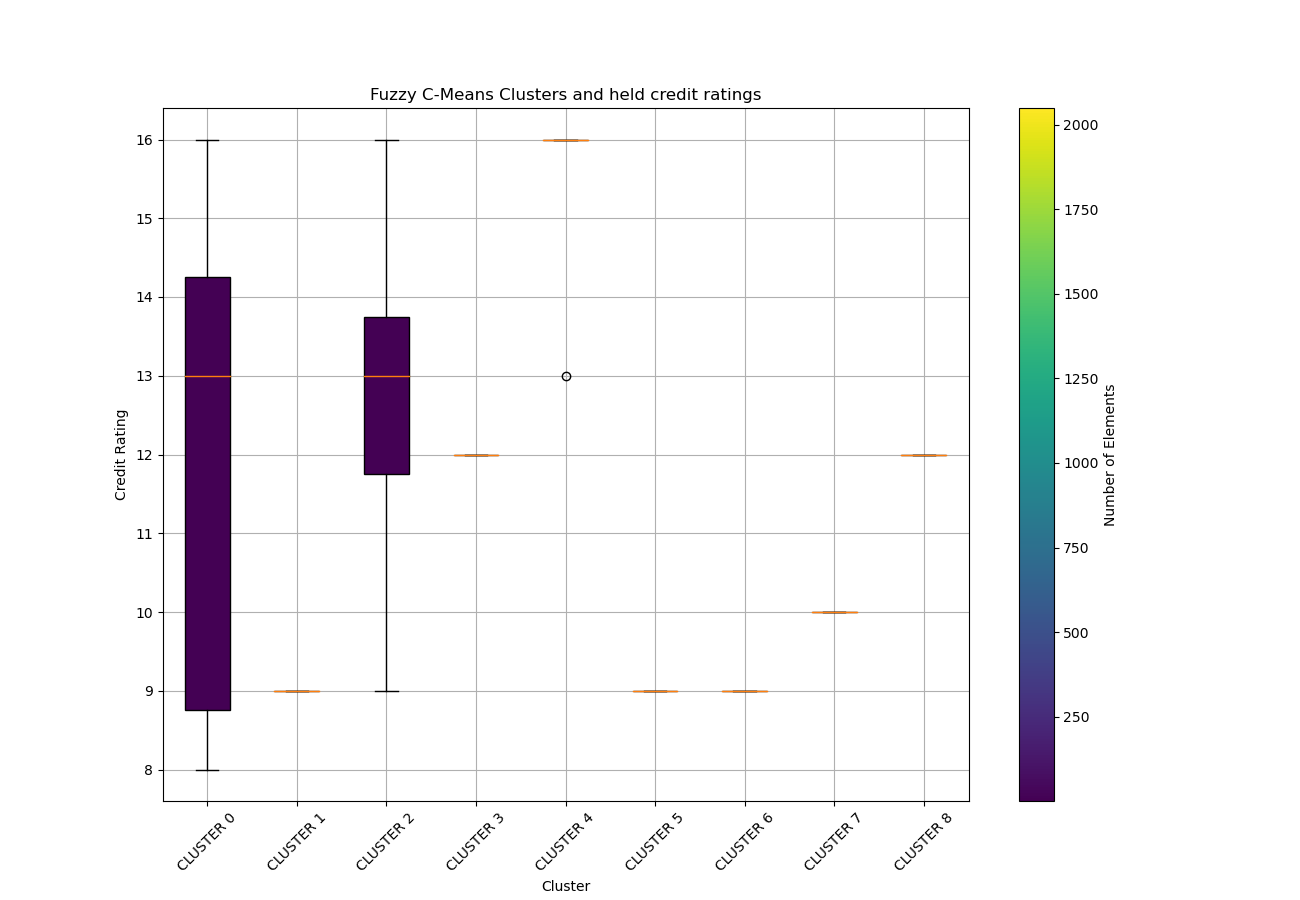 Fuzzy C-Means Clusters and held credit ratings
16
15
14
13
12
11
10
9
8
Credit Rating
CLUSTER 0
CLUSTER 1
CLUSTER 2
CLUSTER 3
CLUSTER 4
CLUSTER 5
CLUSTER 6
CLUSTER 7
CLUSTER 8
Cluster
2000
1750
1500
1250
1000
750
500
250
Number of Elements